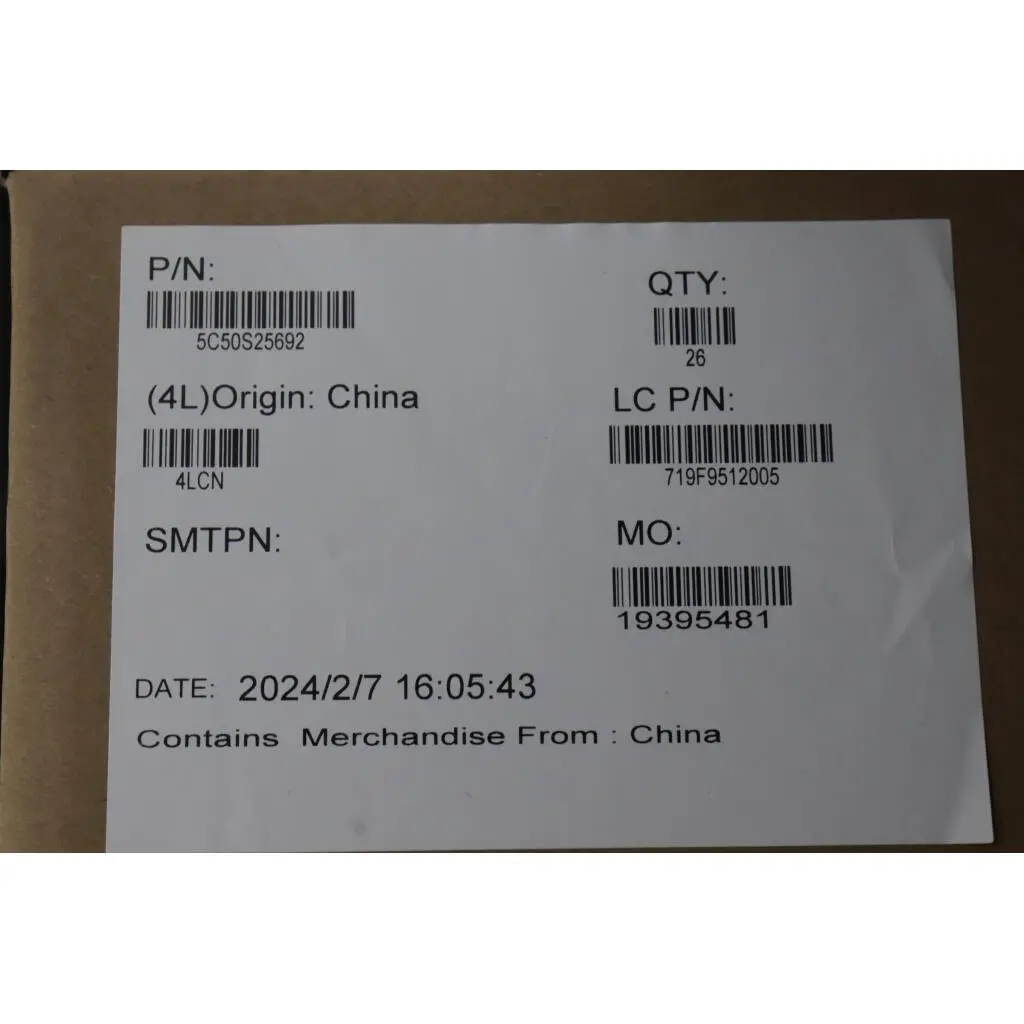 P/N:
5C50S25692
QTY:
26
(4L)Origin: China
4LCN
LC P/N:
719F9512005
SMTPN:
MO:
19395481
DATE: 2024/2/7 16:05:43
Contains Merchandise From : China